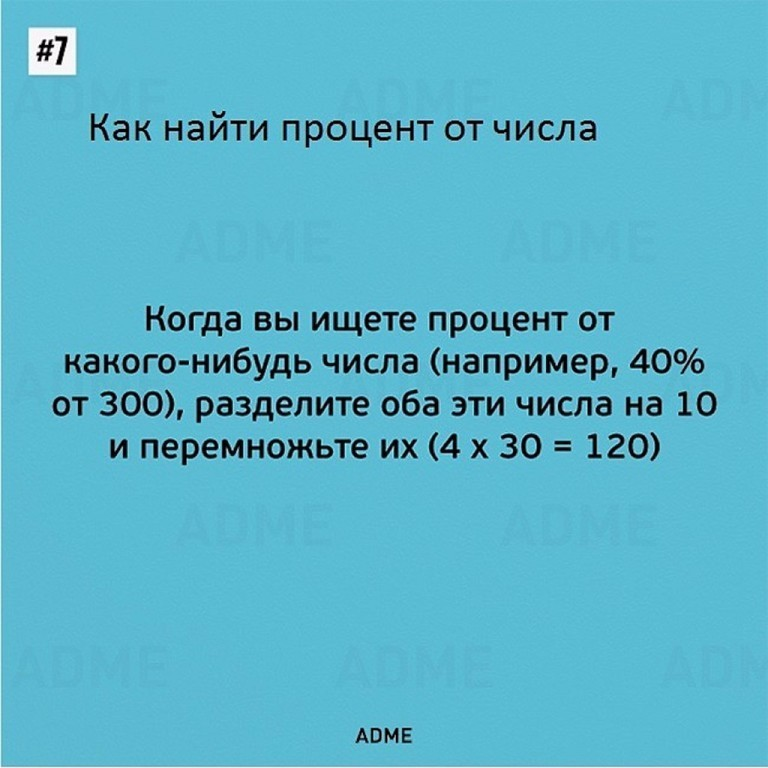 #7
Как найти процент от числа
Когда вы ищете процент от
какого-нибудь числа (например, 40%
от 300), разделите оба эти числа на 10
и перемножьте их (4 х 30 = 120)
ADME